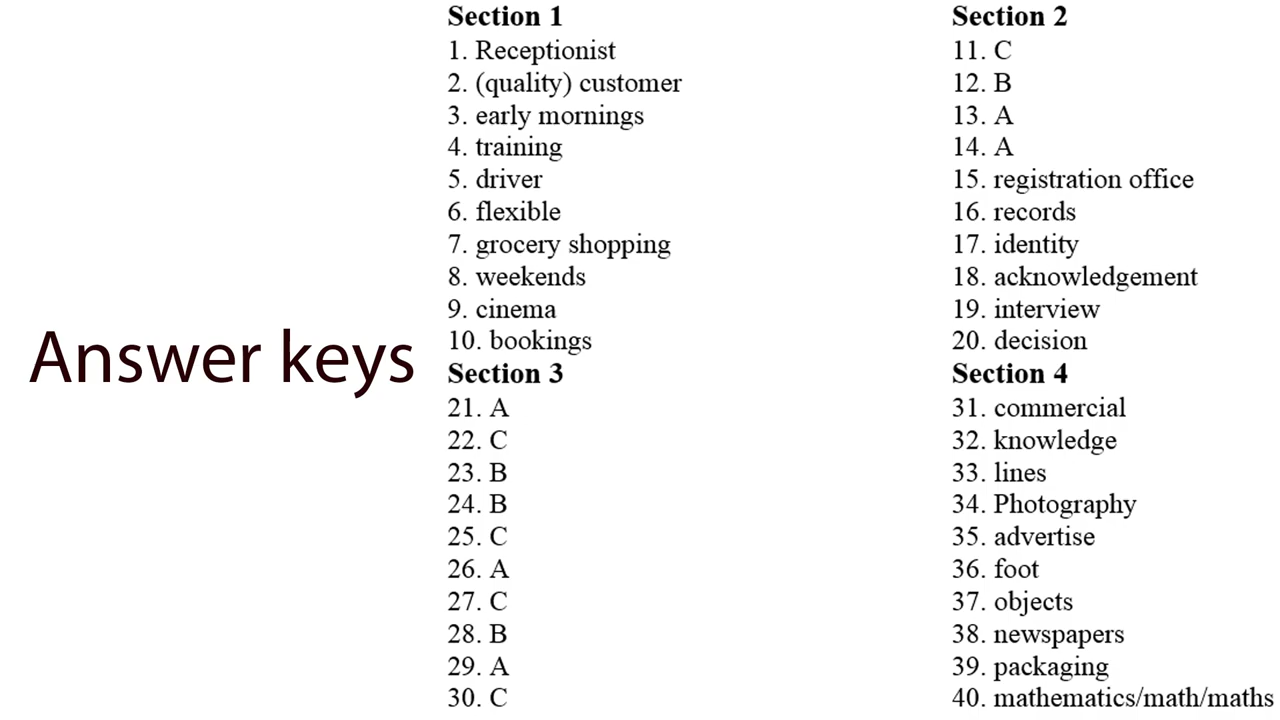 Answer keys
Section 1
1. Receptionist
2. (quality) customer
3. early mornings
4. training
5. driver
6. flexible
7. grocery shopping
8. weekends
9. cinema
10. bookings
Section 2
11. C
12. B
13. A
14. A
15. registration office
16. records
17. identity
18. acknowledgement
19. interview
20. decision
Section 3
21. A
22. C
23. B
24. B
25. C
26. A
27. C
28. B
29. A
30. C
Section 4
31. commercial
32. knowledge
33. lines
34. Photography
35. advertise
36. foot
37. objects
38. newspapers
39. packaging
40. mathematics/math/maths